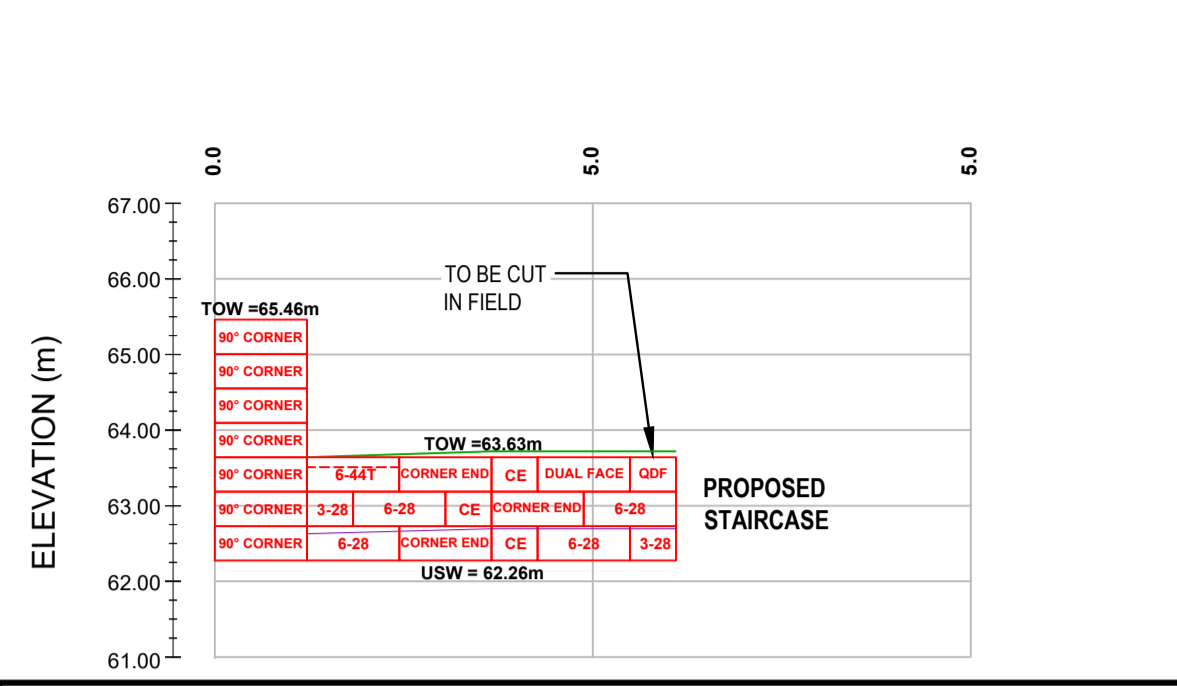 0.0
5.0
5.0
ELEVATION (m)
67.00
66.00
65.00
64.00
63.00
62.00
61.00
TO BE CUT
IN FIELD
TOW =65.46m
90° CORNER
90° CORNER
90° CORNER
90° CORNER
TOW =63.63m
90° CORNER
6-44T
CORNER END
CE
DUAL FACE
QDF
90° CORNER
3-28
6-28
CE
CORNER END
6-28
90° CORNER
6-28
CORNER END
CE
6-28
3-28
USW = 62.26m
PROPOSED
STAIRCASE